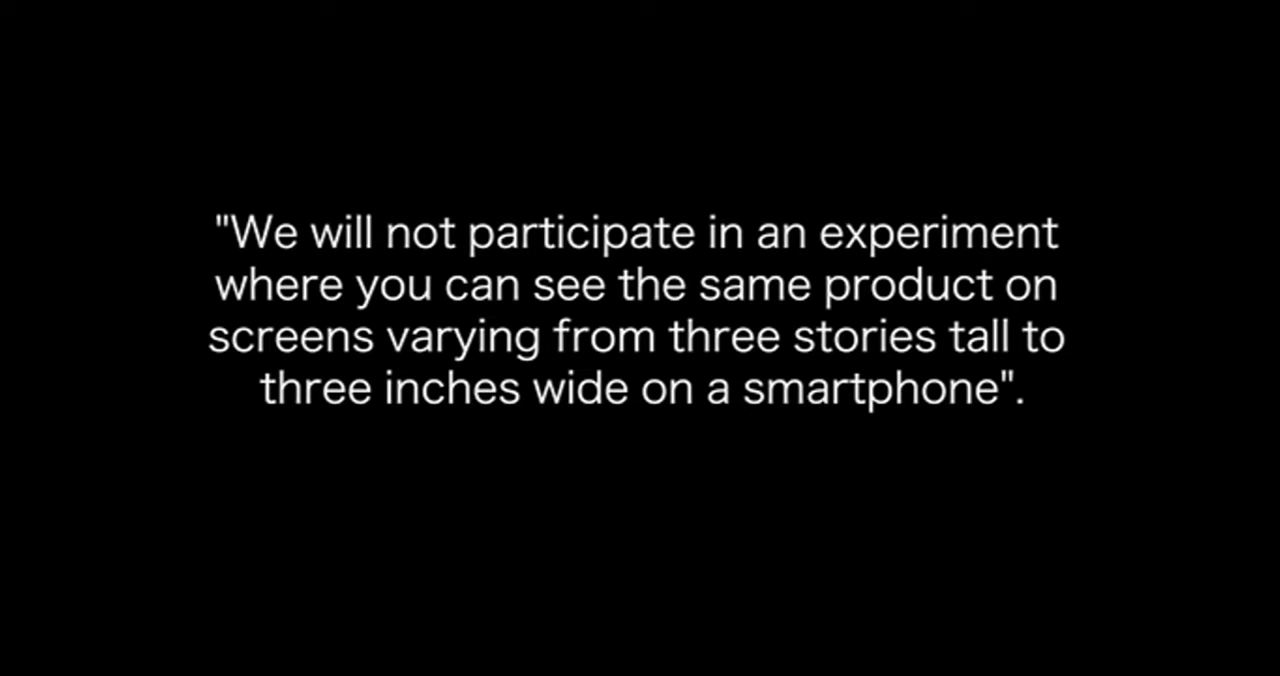 "We will not participate in an experiment
where you can see the same product on
screens varying from three stories tall to
three inches wide on a smartphone".